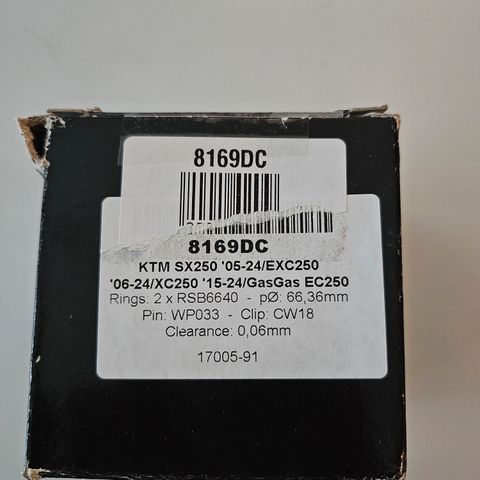 8169DC
8169DC
KTM SX250 '05-24/EXC250
'06-24/XC250 '15-24/GasGas EC250
Rings: 2 x RSB6640 - pØ: 66,36mm
Pin: WP033 - Clip: CW18
Clearance: 0,06mm
17005-91